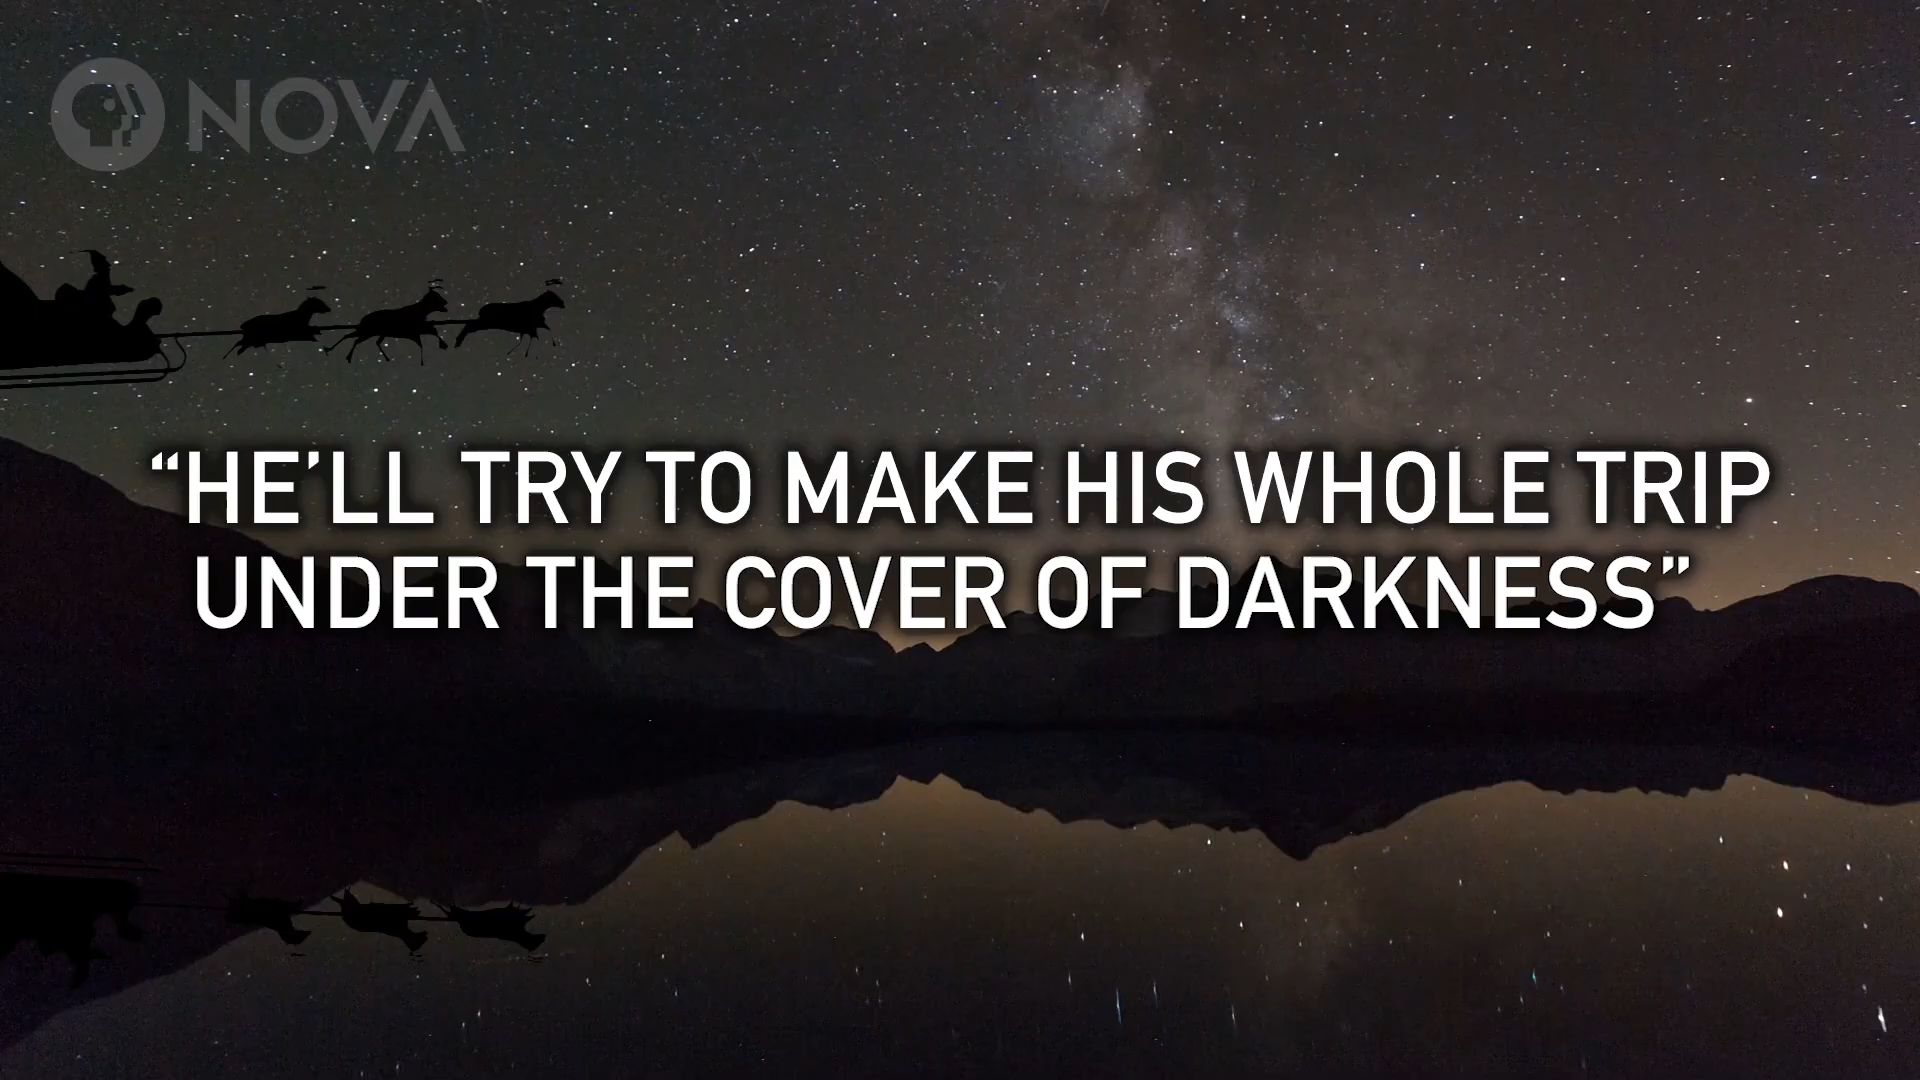 NOVA
“HE’LL TRY TO MAKE HIS WHOLE TRIP
UNDER THE COVER OF DARKNESS”